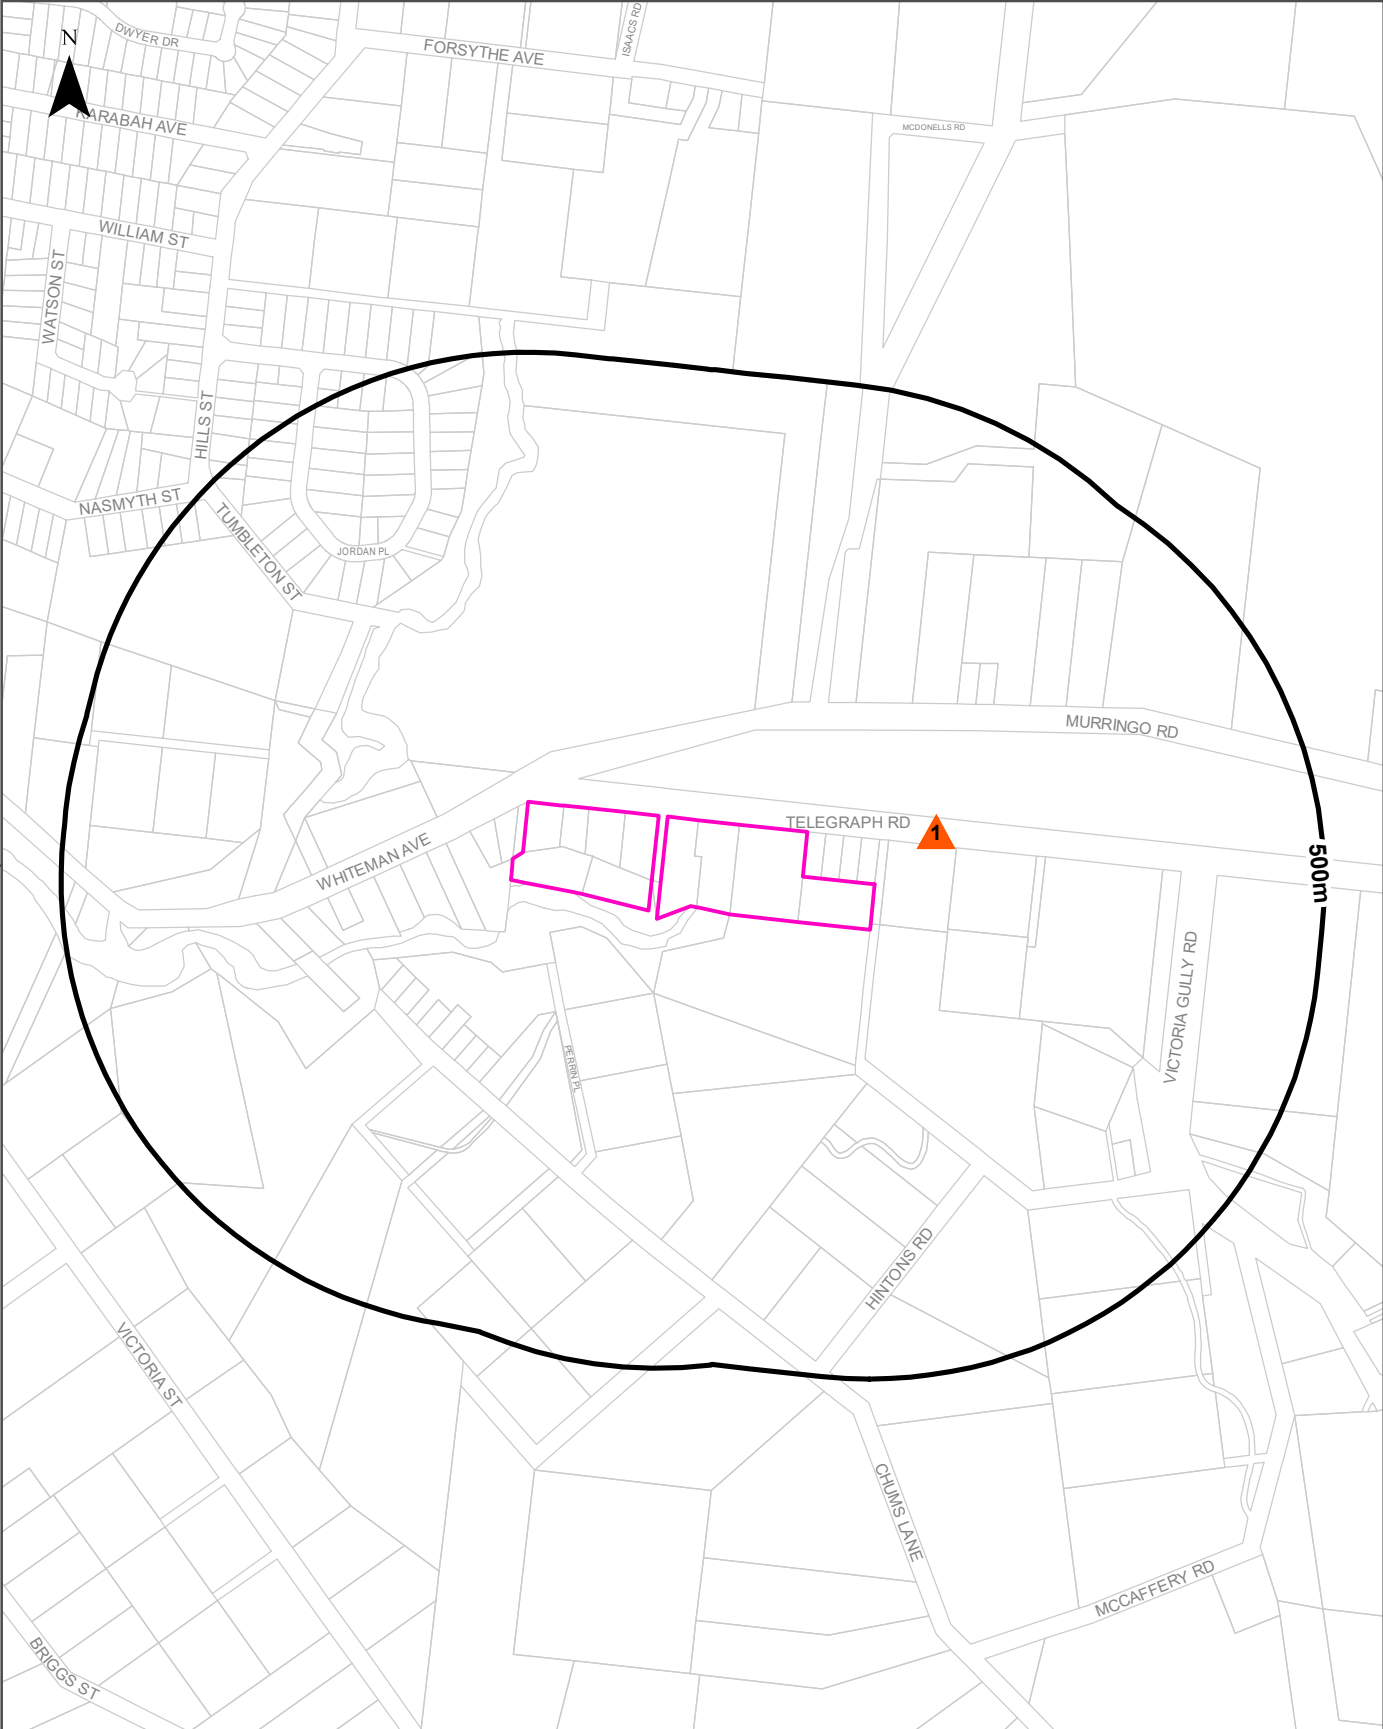 DWYER DR
ISAACS RD
N
FORSYTHE AVE
KARABAH AVE
MCDONELLS RD
WILLIAM ST
WATSON ST
HILLS ST
NASMYTH ST
TUMBLETON ST
JORDAN PL
MURRINGO RD
TELEGRAPH RD
1
WHITEMAN AVE
500m
VICTORIA GULLY RD
PERRIN PL
HINTONS RD
VICTORIA ST
CHUMS LANE
MCCAFFERY RD
BRIGGS ST